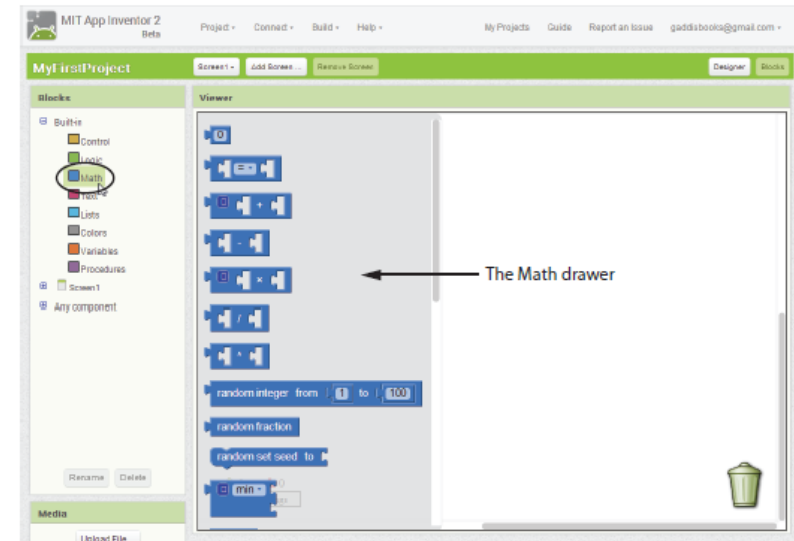 MIT App Inventor 2
Beta
Project Connect Build Help My Projects Guide Report an Issue gaddisbooks@gmail.com
MyFirstProject Screen1 Add Screen ... Remove Screen Designer Blocks
Blocks Viewer
Built-in
Control
Logic
Math
Text
Lists
Colors
Variables
Procedures
Screen1
Any component
Rename Delete
Media
Upload File ...
0
=
+
-
×
/
^
random integer from 1 to 100
random fraction
random set seed to
0
min
The Math drawer